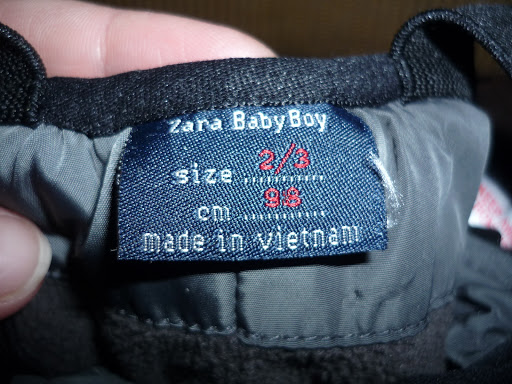 Zara BabyBoy
size 2/3
cm 98
made in vietnam